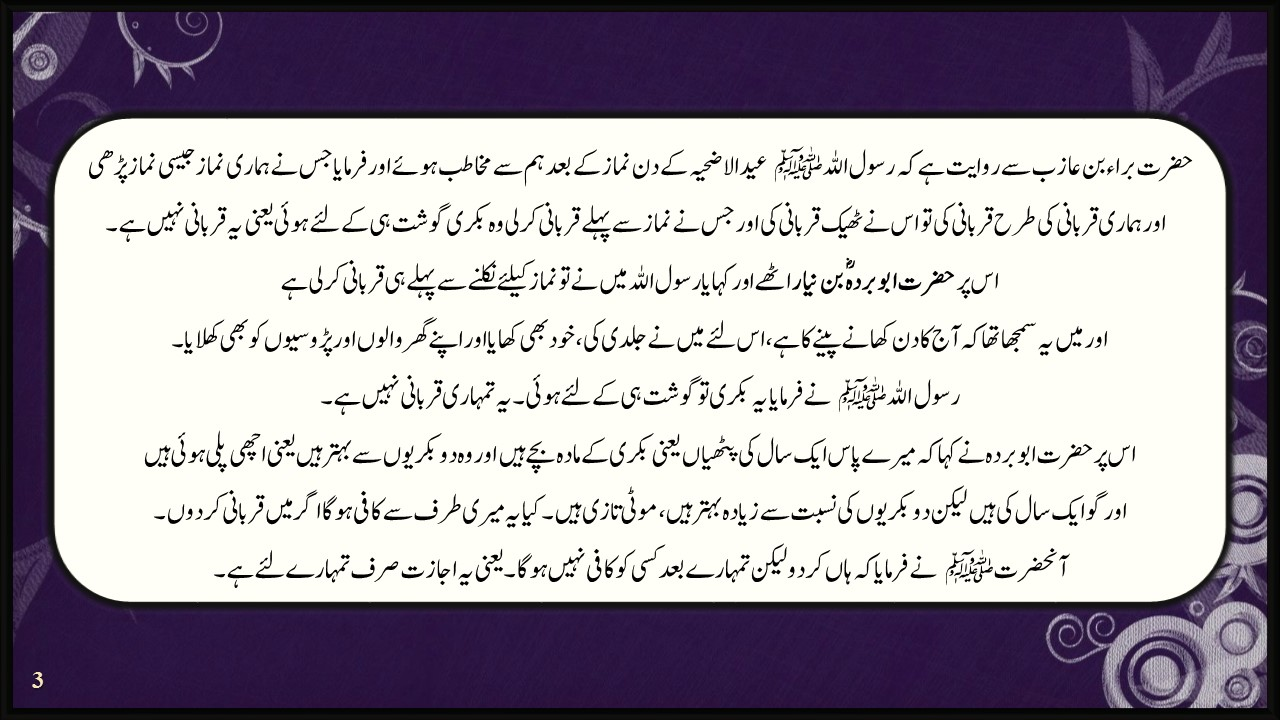 حضرت براء بن عازب سے روایت ہے کہ رسول اللہ ﷺ عید الاضحیہ کے دن نماز کے بعد ہم سے مخاطب ہوئے اور فرمایا جس نے ہماری نماز جیسی نماز پڑھی
اور ہماری قربانی کی طرح قربانی کی تو اس نے ٹھیک قربانی کی اور جس نے نماز سے پہلے قربانی کرلی وہ بکری گوشت ہی کے لئے ہوئی یعنی یہ قربانی نہیں ہے۔
اس پر حضرت ابو بردہؓ بن نیار اٹھے اور کہا یا رسول اللہ میں نے تو نماز کیلئے نکلنے سے پہلے ہی قربانی کرلی ہے
اور میں یہ سمجھا تھا کہ آج کا دن کھانے پینے کا ہے، اس لئے میں نے جلدی کی، خود بھی کھایا اور اپنے گھر والوں اور پڑوسیوں کو بھی کھلایا۔
رسول اللہ ﷺ نے فرمایا یہ بکری تو گوشت ہی کے لئے ہوئی۔ یہ تمہاری قربانی نہیں ہے۔
اس پر حضرت ابو بردہ نے کہا کہ میرے پاس ایک سال کی پٹھیاں یعنی بکری کے مادہ بچے ہیں اور وہ دو بکریوں سے بہتر ہیں یعنی اچھی پلی ہوئی ہیں
اور گو ایک سال کی ہیں لیکن دو بکریوں کی نسبت سے زیادہ بہتر ہیں، موٹی تازی ہیں۔ کیا یہ میری طرف سے کافی ہوگا اگر میں قربانی کردوں۔
آنحضرت ﷺ نے فرمایا کہ ہاں کر دو لیکن تمہارے بعد کسی کو کافی نہیں ہوگا۔ یعنی یہ اجازت صرف تمہارے لئے ہے۔
3